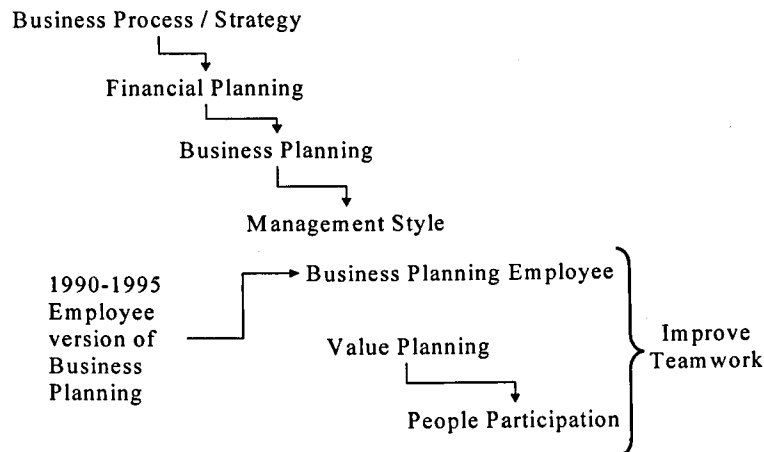 Business Process / Strategy
Financial Planning
Business Planning
Management Style
Business Planning Employee
1990-1995
Employee
version of
Business
Planning
Value Planning
People Participation
Improve
Teamwork